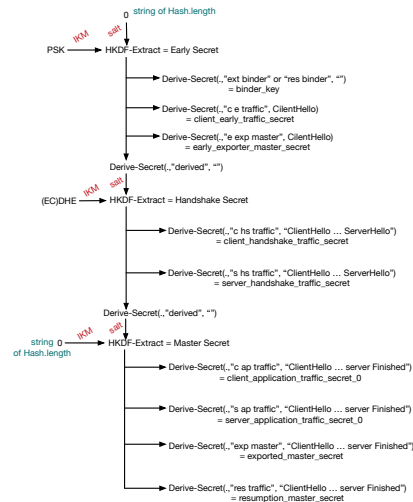 0 string of Hash.length
IKM salt
PSK HKDF-Extract = Early Secret
Derive-Secret(.,"ext binder" or "res binder", "")
= binder_key
Derive-Secret(.,"c e traffic", CilentHello)
= client_early_traffic_secret
Derive-Secret(.,"e exp master", CilentHello)
= early_exporter_master_secret
Derive-Secret(.,"derived", "")
IKM salt
(EC)DHE HKDF-Extract = Handshake Secret
Derive-Secret(.,"c hs traffic", "ClientHello ... ServerHello")
= client_handshake_traffic_secret
Derive-Secret(.,"s hs traffic", "ClientHello ... ServerHello")
= server_handshake_traffic_secret
Derive-Secret(.,"derived", "")
IKM salt
string 0 HKDF-Extract = Master Secret
of Hash.length
Derive-Secret(.,"c ap traffic", "ClientHello ... server Finished")
= client_application_traffic_secret_0
Derive-Secret(.,"s ap traffic", "ClientHello ... server Finished")
= server_application_traffic_secret_0
Derive-Secret(.,"exp master", "ClientHello ... server Finished")
= exported_master_secret
Derive-Secret(.,"res traffic", "ClientHello ... server Finished")
= resumption_master_secret